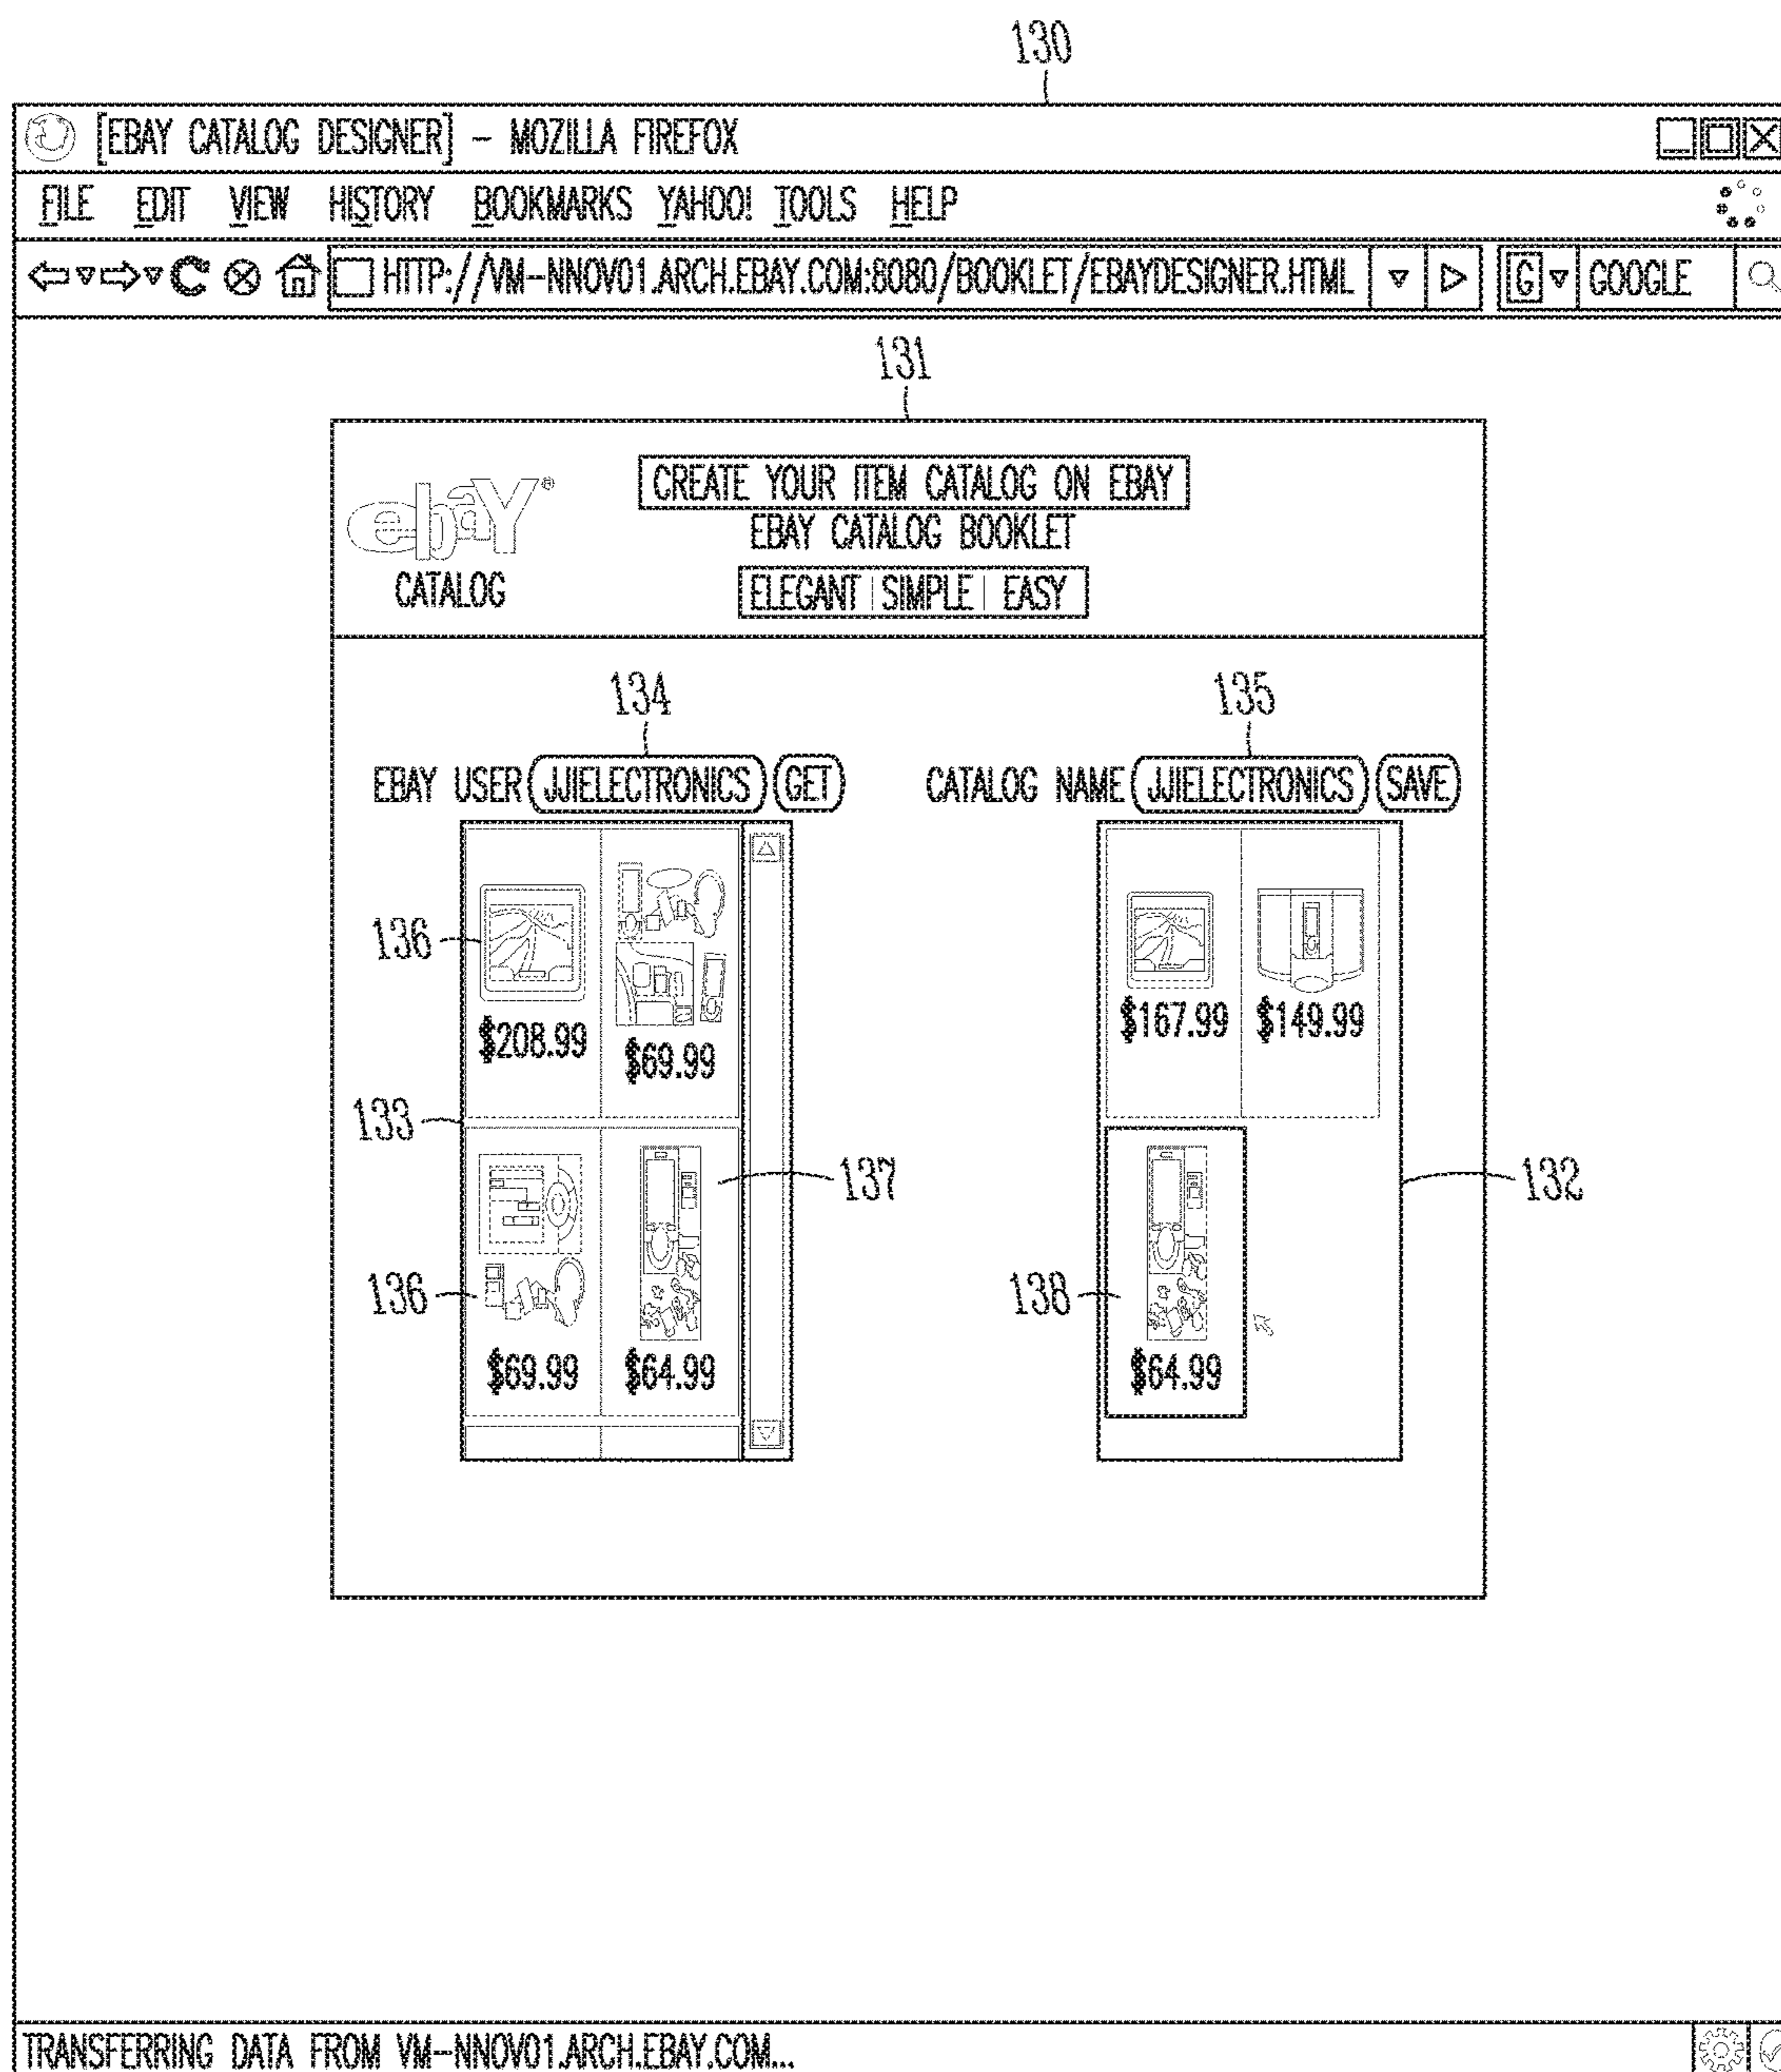 130
[EBAY CATALOG DESIGNER] – MOZILLA FIREFOX
FILE EDIT VIEW HISTORY BOOKMARKS YAHOO! TOOLS HELP
HTTP://VM–NNOV01.ARCH.EBAY.COM:8080/BOOKLET/EBAYDESIGNER.HTML G GOOGLE
131
ebaY®
CATALOG
CREATE YOUR ITEM CATALOG ON EBAY
EBAY CATALOG BOOKLET
ELEGANT | SIMPLE | EASY
134
135
EBAY USER JJIELECTRONICS GET
CATALOG NAME JJIELECTRONICS SAVE
136
$208.99
$69.99
$167.99
$149.99
133
137
132
136
138
$69.99
$64.99
$64.99
TRANSFERRING DATA FROM VM–NNOV01.ARCH.EBAY.COM...